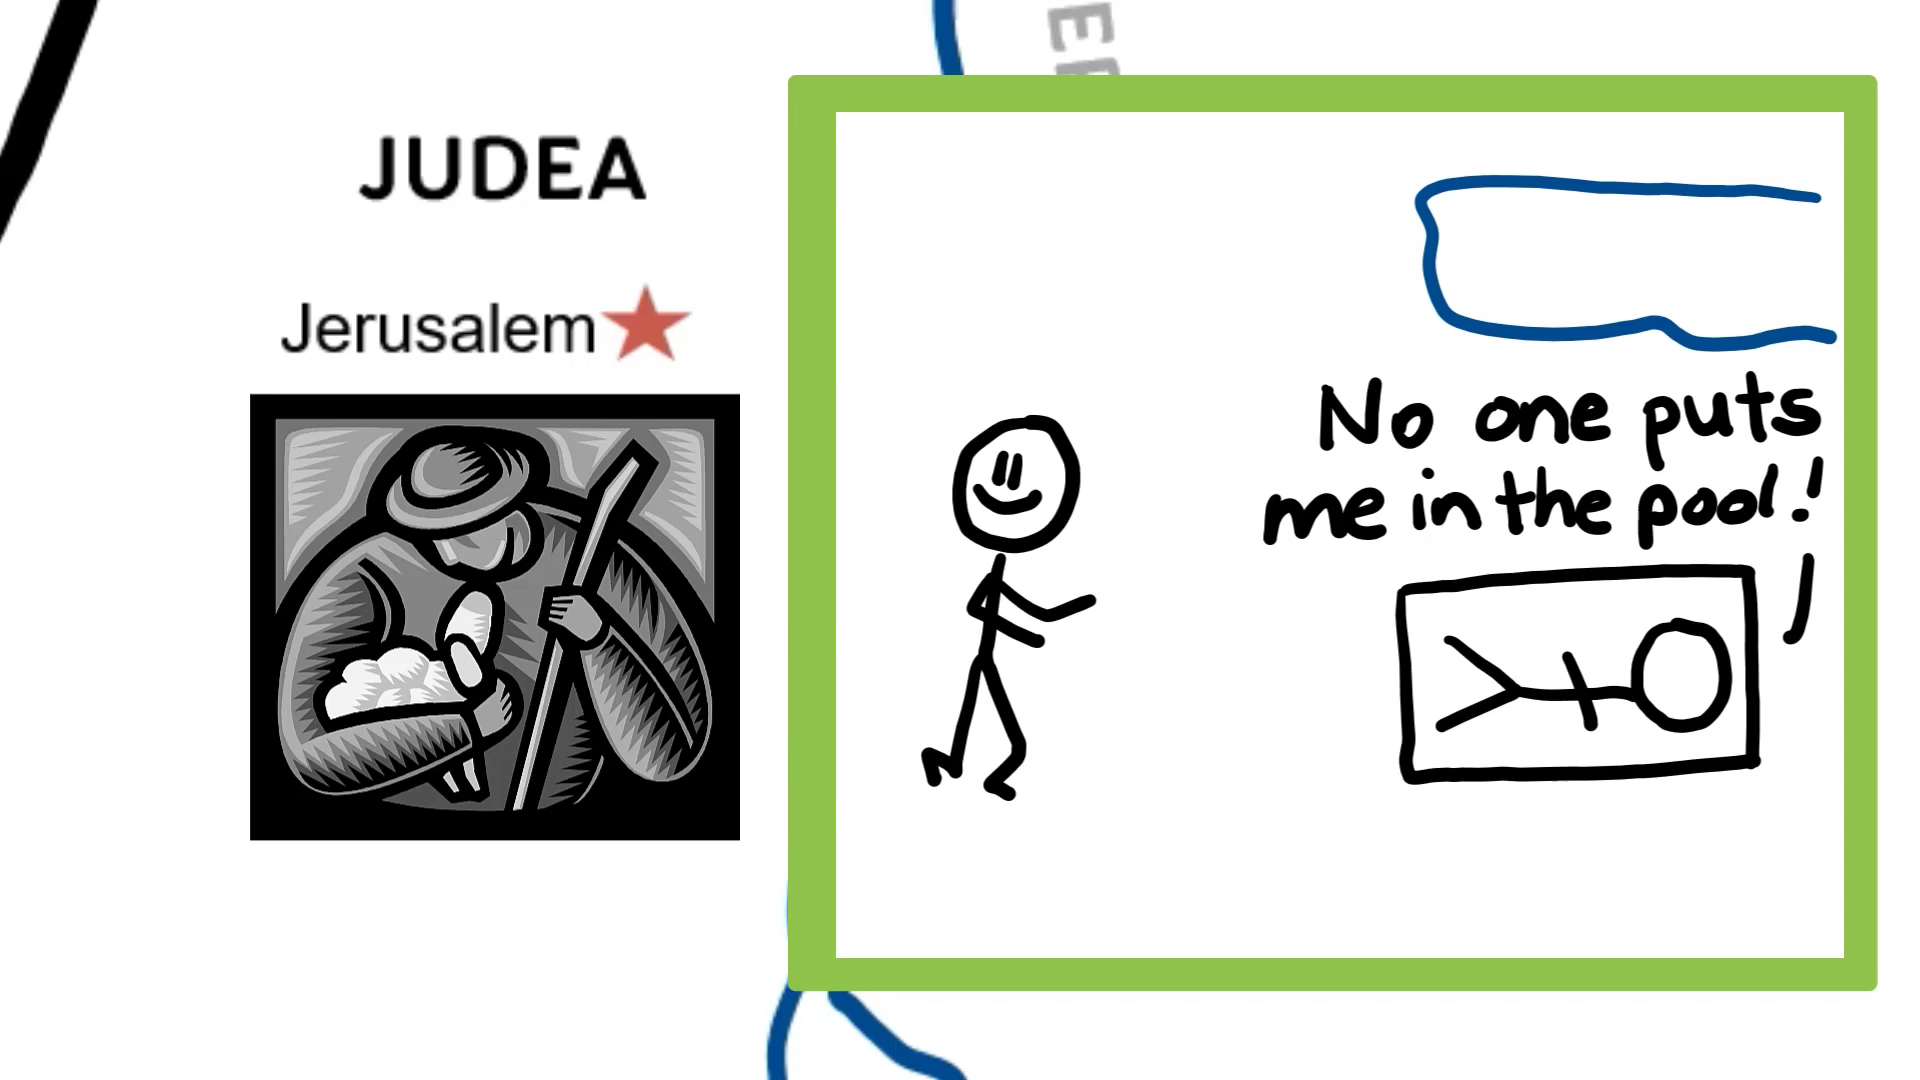 JUDEA
Jerusalem
No one puts
me in the pool!